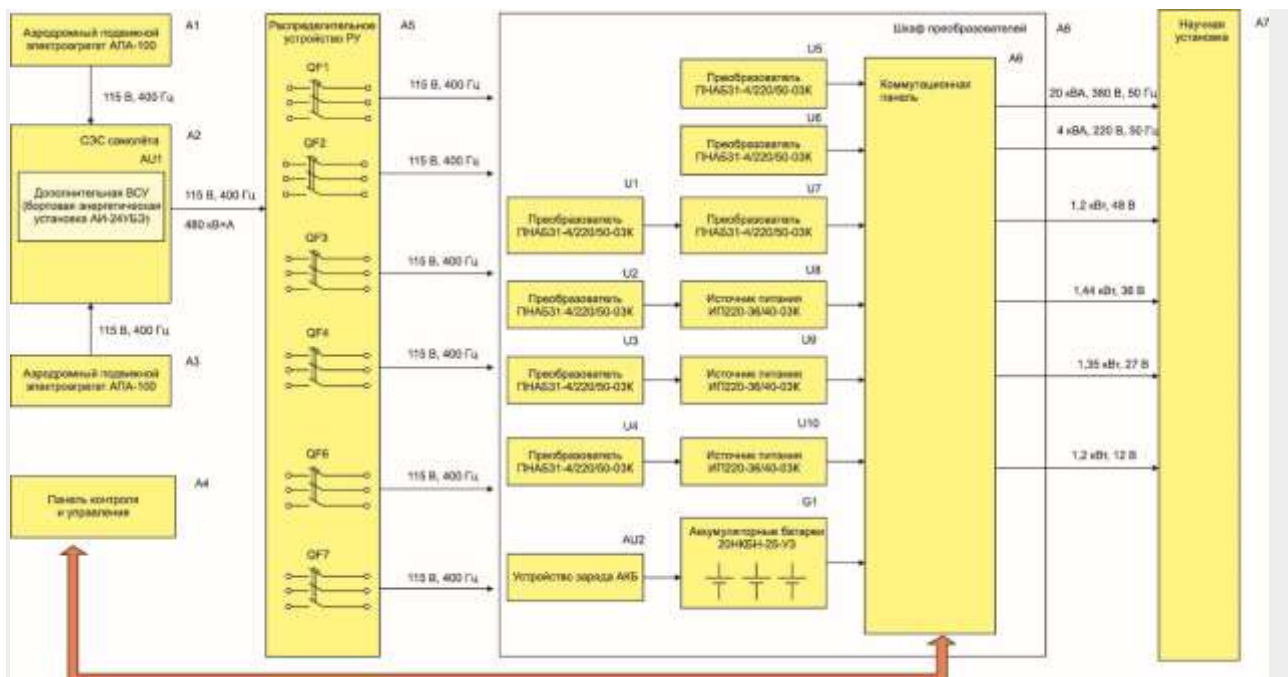 Аэродромный подвижной
электроагрегат АПА-100
А1
115 В, 400 Гц
СЭС самолёта
А2
AU1
Дополнительная ВСУ
(бортовая энергетическая
установка АИ-24УБЭ)
115 В, 400 Гц
480 кВ×А
115 В, 400 Гц
Аэродромный подвижной
электроагрегат АПА-100
А3
Панель контроля
и управления
А4
Распределительное
устройство РУ
А5
QF1
QF2
QF3
QF4
QF6
QF7
115 В, 400 Гц
115 В, 400 Гц
115 В, 400 Гц
115 В, 400 Гц
115 В, 400 Гц
115 В, 400 Гц
Шкаф преобразователей
А6
U1
Преобразователь
ПНАБ31-4/220/50-03К
U2
Преобразователь
ПНАБ31-4/220/50-03К
U3
Преобразователь
ПНАБ31-4/220/50-03К
U4
Преобразователь
ПНАБ31-4/220/50-03К
AU2
Устройство заряда АКБ
U5
Преобразователь
ПНАБ31-4/220/50-03К
U6
Преобразователь
ПНАБ31-4/220/50-03К
U7
Преобразователь
ПНАБ31-4/220/50-03К
U8
Источник питания
ИП220-36/40-03К
U9
Источник питания
ИП220-36/40-03К
U10
Источник питания
ИП220-36/40-03К
G1
Аккумуляторные батареи
20НКБН-25-У3
А6
Коммутационная
панель
20 кВА, 380 В, 50 Гц
4 кВА, 220 В, 50 Гц
1,2 кВт, 48 В
1,44 кВт, 36 В
1,35 кВт, 27 В
1,2 кВт, 12 В
Научная
установка
А7